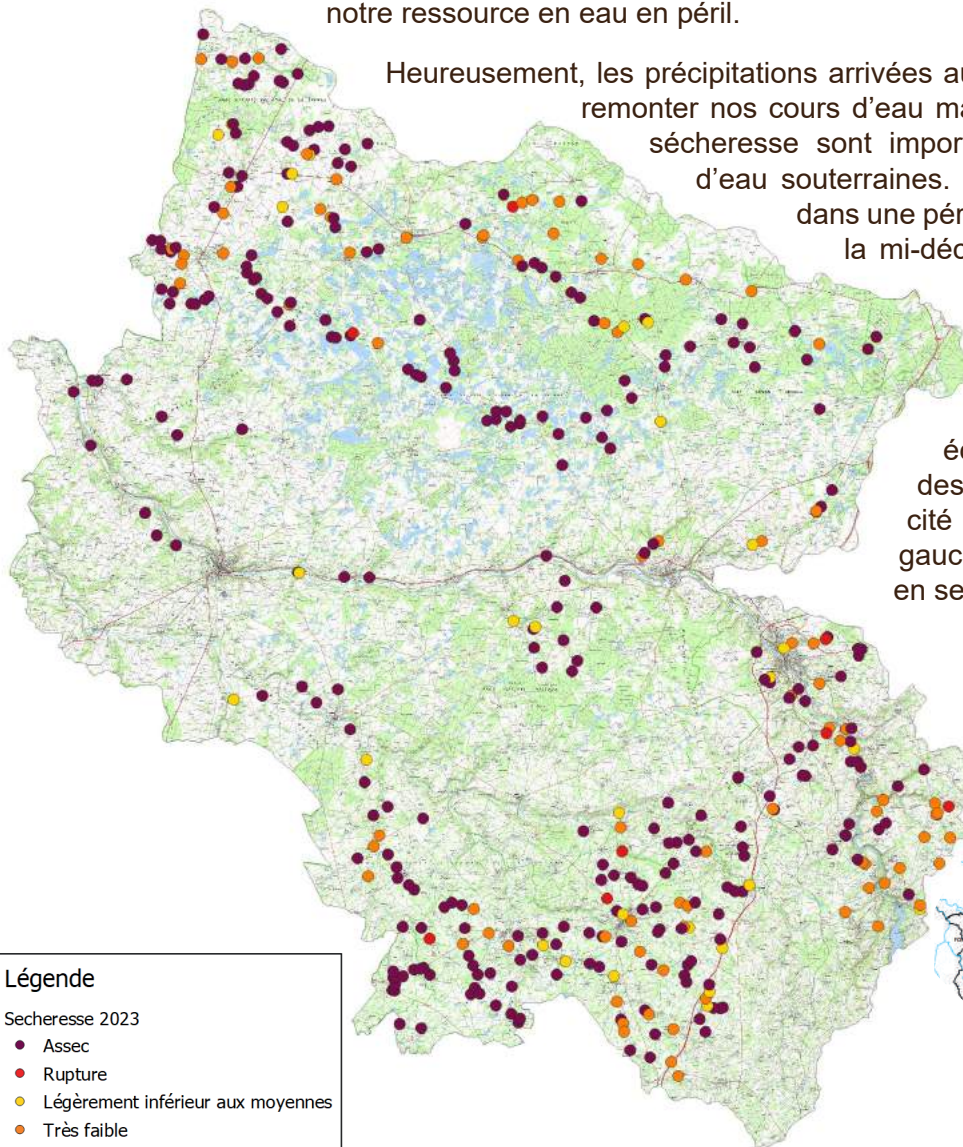 notre ressource en eau en péril.
Heureusement, les précipitations arrivées au
remonter nos cours d'eau ma
sécheresse sont impor
d'eau souterraines.
dans une pér
la mi-déc
éc
des
cité
gauc
en se
Légende
Secheresse 2023
Assec
Rupture
Légèrement inférieur aux moyennes
Très faible